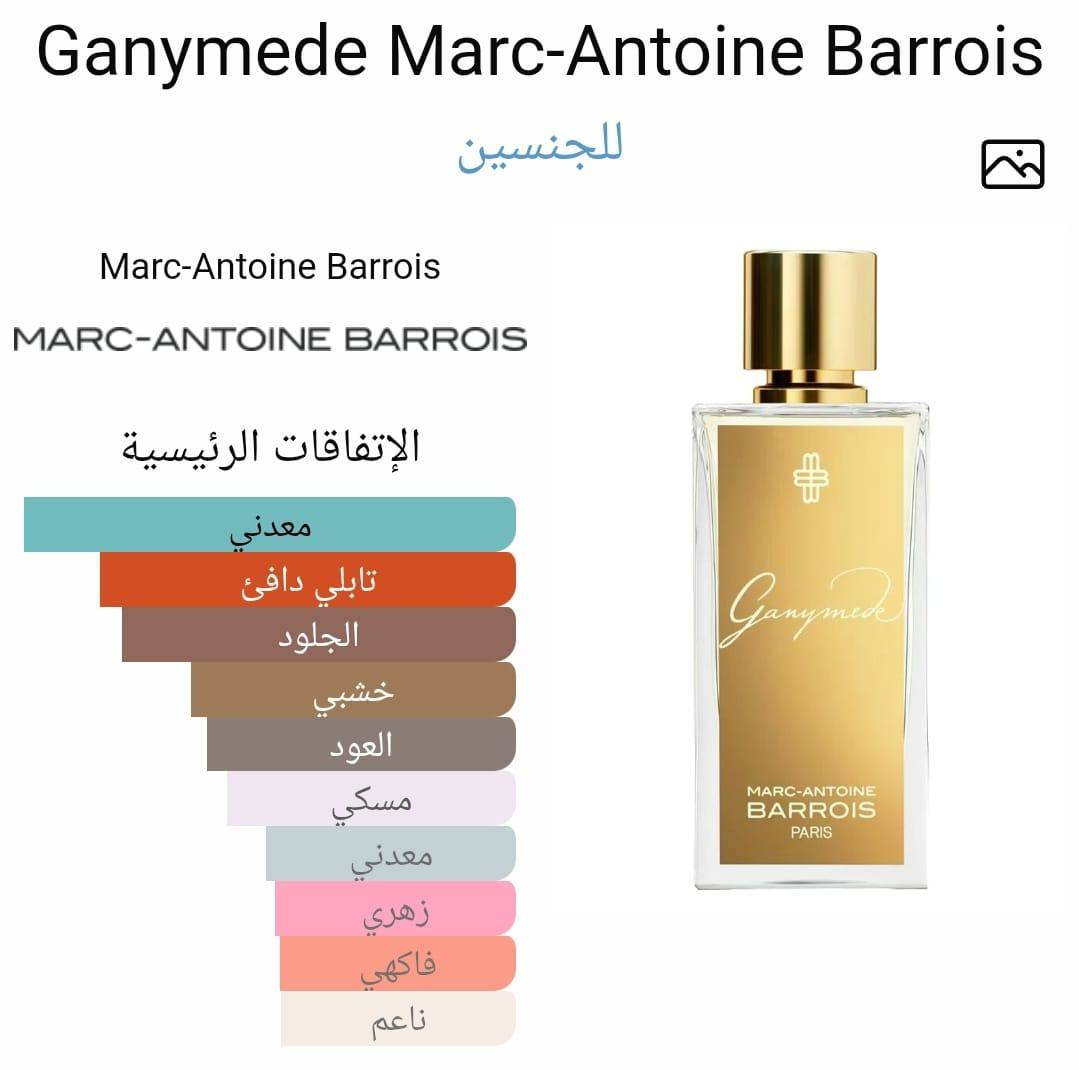 Ganymede Marc-Antoine Barrois
للجنسين
Marc-Antoine Barrois
MARC-ANTOINE BARROIS
الإتفاقات الرئيسية
معدني
تابلي دافئ
الجلود
خشبي
العود
مسكي
معدني
زهري
فاكهي
ناعم
Ganymede
MARC-ANTOINE
BARROIS
PARIS